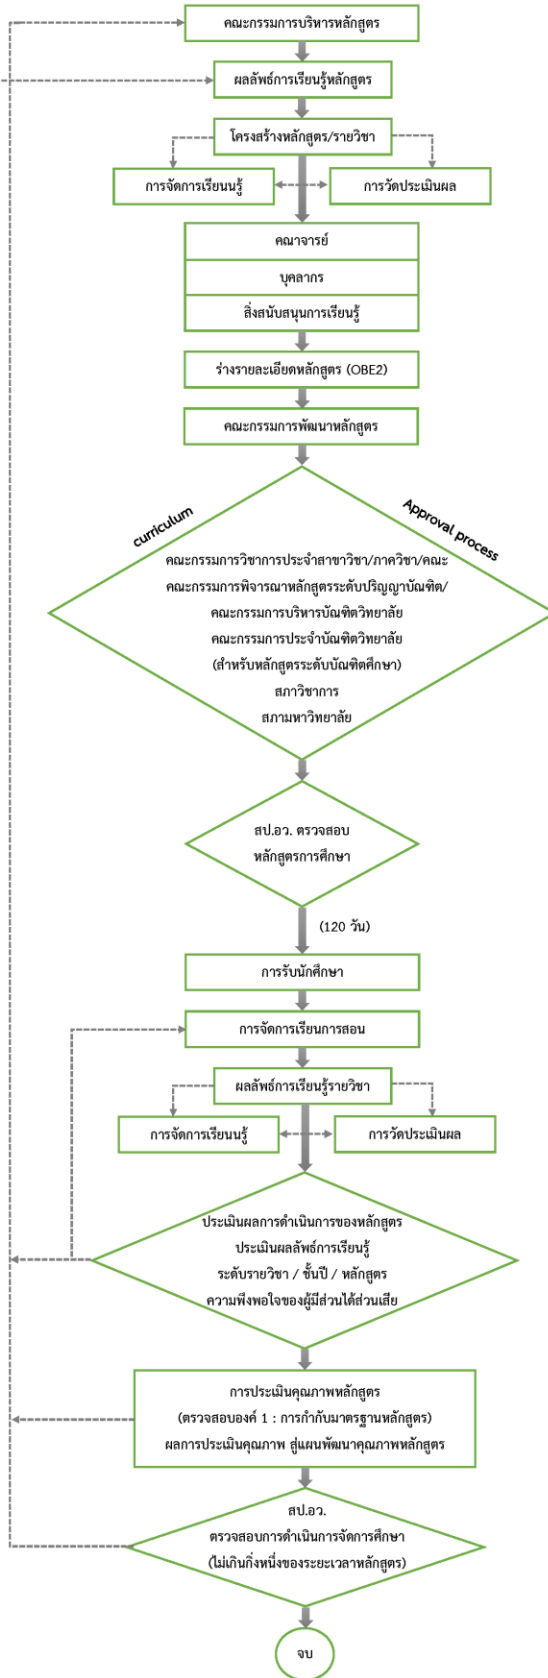 คณะกรรมการบริหารหลักสูตร
ผลลัพธ์การเรียนรู้หลักสูตร
โครงสร้างหลักสูตร/รายวิชา
การจัดการเรียนนรู้
การวัดประเมินผล
คณาจารย์
บุคลากร
สิ่งสนับสนุนการเรียนรู้
ร่างรายละเอียดหลักสูตร (OBE2)
คณะกรรมการพัฒนาหลักสูตร
curriculum
Approval process
คณะกรรมการวิชาการประจำสาขาวิชา/ภาควิชา/คณะ
คณะกรรมการพิจารณาหลักสูตรระดับปริญญาบัณฑิต/
คณะกรรมการบริหารบัณฑิตวิทยาลัย
คณะกรรมการประจำบัณฑิตวิทยาลัย
(สำหรับหลักสูตรระดับบัณฑิตศึกษา)
สภาวิชาการ
สภามหาวิทยาลัย
สป.อว. ตรวจสอบ
หลักสูตรการศึกษา
(120 วัน)
การรับนักศึกษา
การจัดการเรียนการสอน
ผลลัพธ์การเรียนรู้รายวิชา
การจัดการเรียนนรู้
การวัดประเมินผล
ประเมินผลการดำเนินการของหลักสูตร
ประเมินผลลัพธ์การเรียนรู้
ระดับรายวิชา / ชั้นปี / หลักสูตร
ความพึงพอใจของผู้มีส่วนได้ส่วนเสีย
การประเมินคุณภาพหลักสูตร
(ตรวจสอบองค์ 1 : การกำกับมาตรฐานหลักสูตร)
ผลการประเมินคุณภาพ สู่แผนพัฒนาคุณภาพหลักสูตร
สป.อว.
ตรวจสอบการดำเนินการจัดการศึกษา
(ไม่เกินกึ่งหนึ่งของระยะเวลาหลักสูตร)
จบ